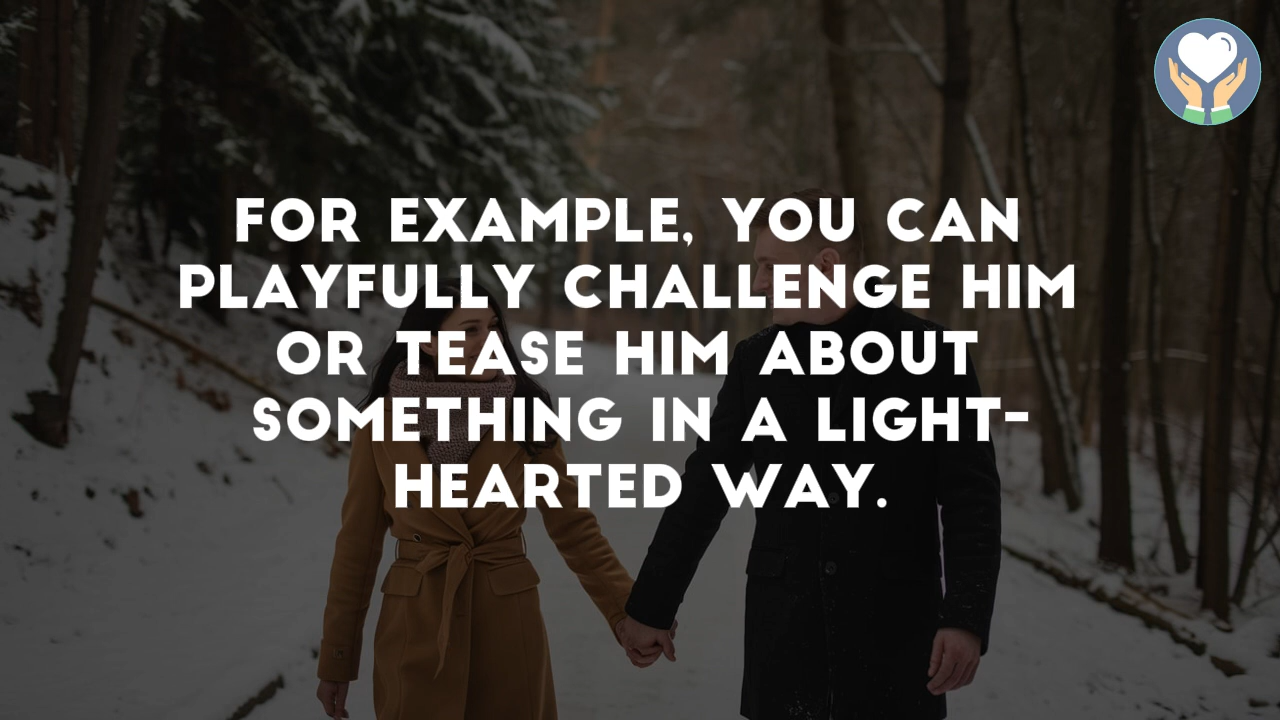 FOR EXAMPLE, YOU CAN
PLAYFULLY CHALLENGE HIM
OR TEASE HIM ABOUT
SOMETHING IN A LIGHT-
HEARTED WAY.